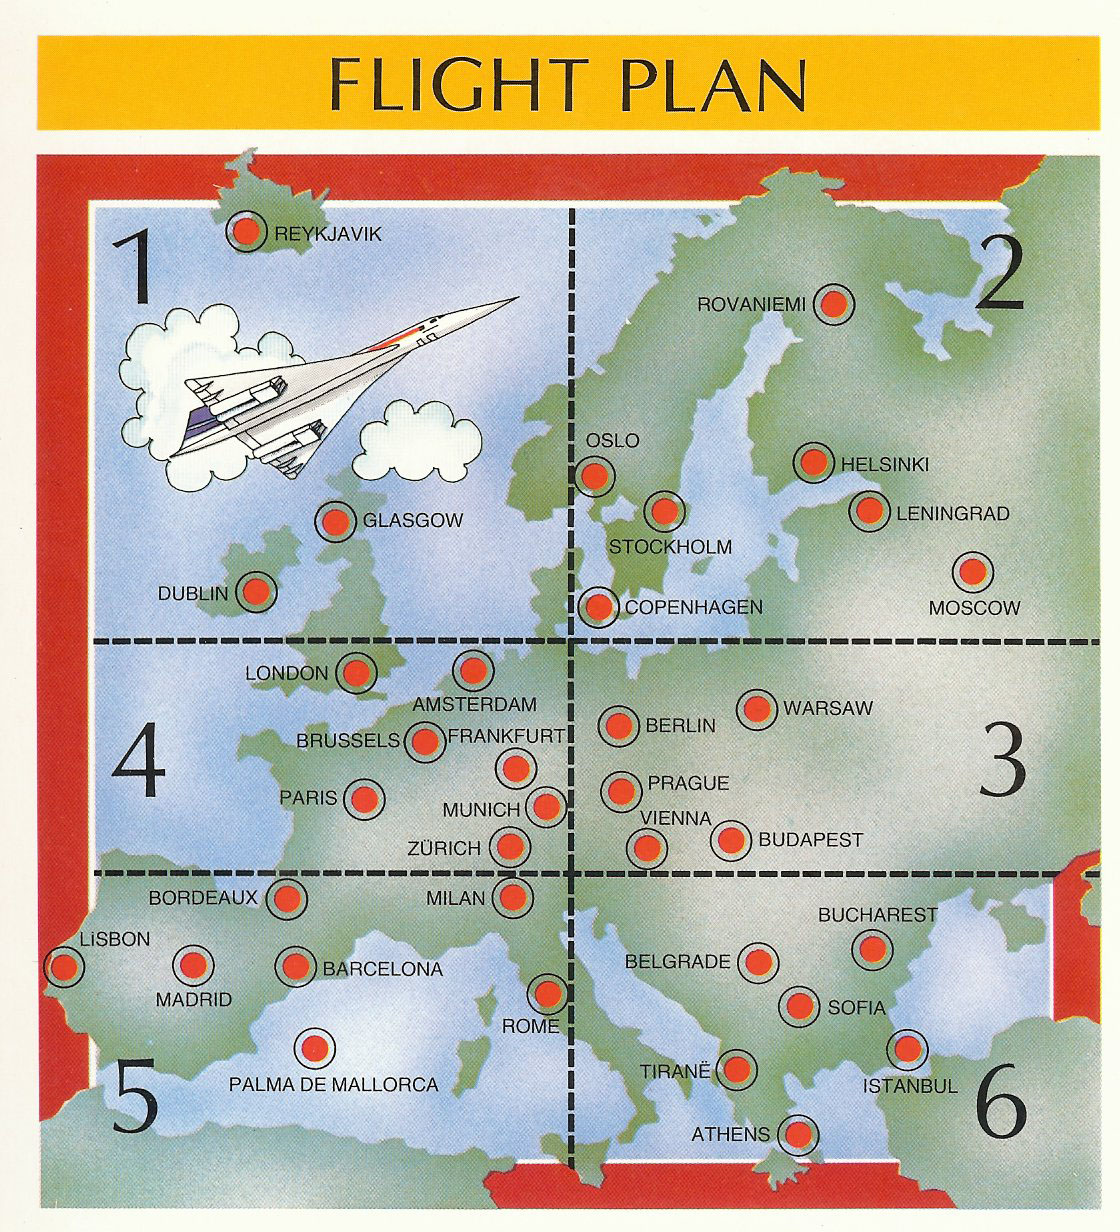 FLIGHT PLAN
1
REYKJAVIK
GLASGOW
DUBLIN
2
ROVANIEMI
OSLO
HELSINKI
LENINGRAD
STOCKHOLM
MOSCOW
COPENHAGEN
4
LONDON
AMSTERDAM
BRUSSELS
FRANKFURT
PARIS
MUNICH
ZÜRICH
3
WARSAW
BERLIN
PRAGUE
VIENNA
BUDAPEST
5
BORDEAUX
MILAN
LiSBON
MADRID
BARCELONA
ROME
PALMA DE MALLORCA
6
BUCHAREST
BELGRADE
SOFIA
TIRANË
ISTANBUL
ATHENS